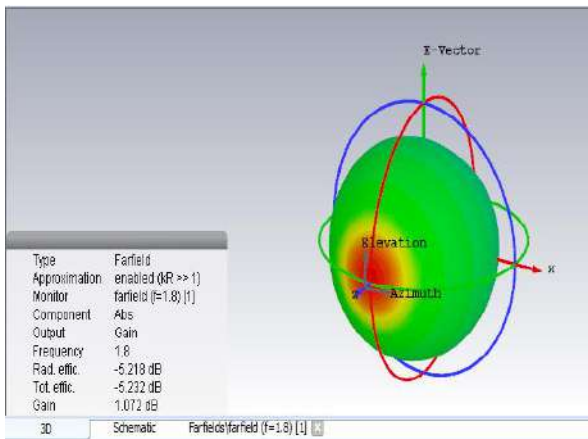 E-Vector
Elevation
x
z Azimuth
Type Farfield
Approximation enabled (kR >> 1)
Monitor farfield (f=1.8) [1]
Component Abs
Output Gain
Frequency 1.8
Rad. effic. -5.218 dB
Tot. effic. -5.232 dB
Gain 1.072 dB
3D Schematic Farfields\farfield (f=1.8) [1] x